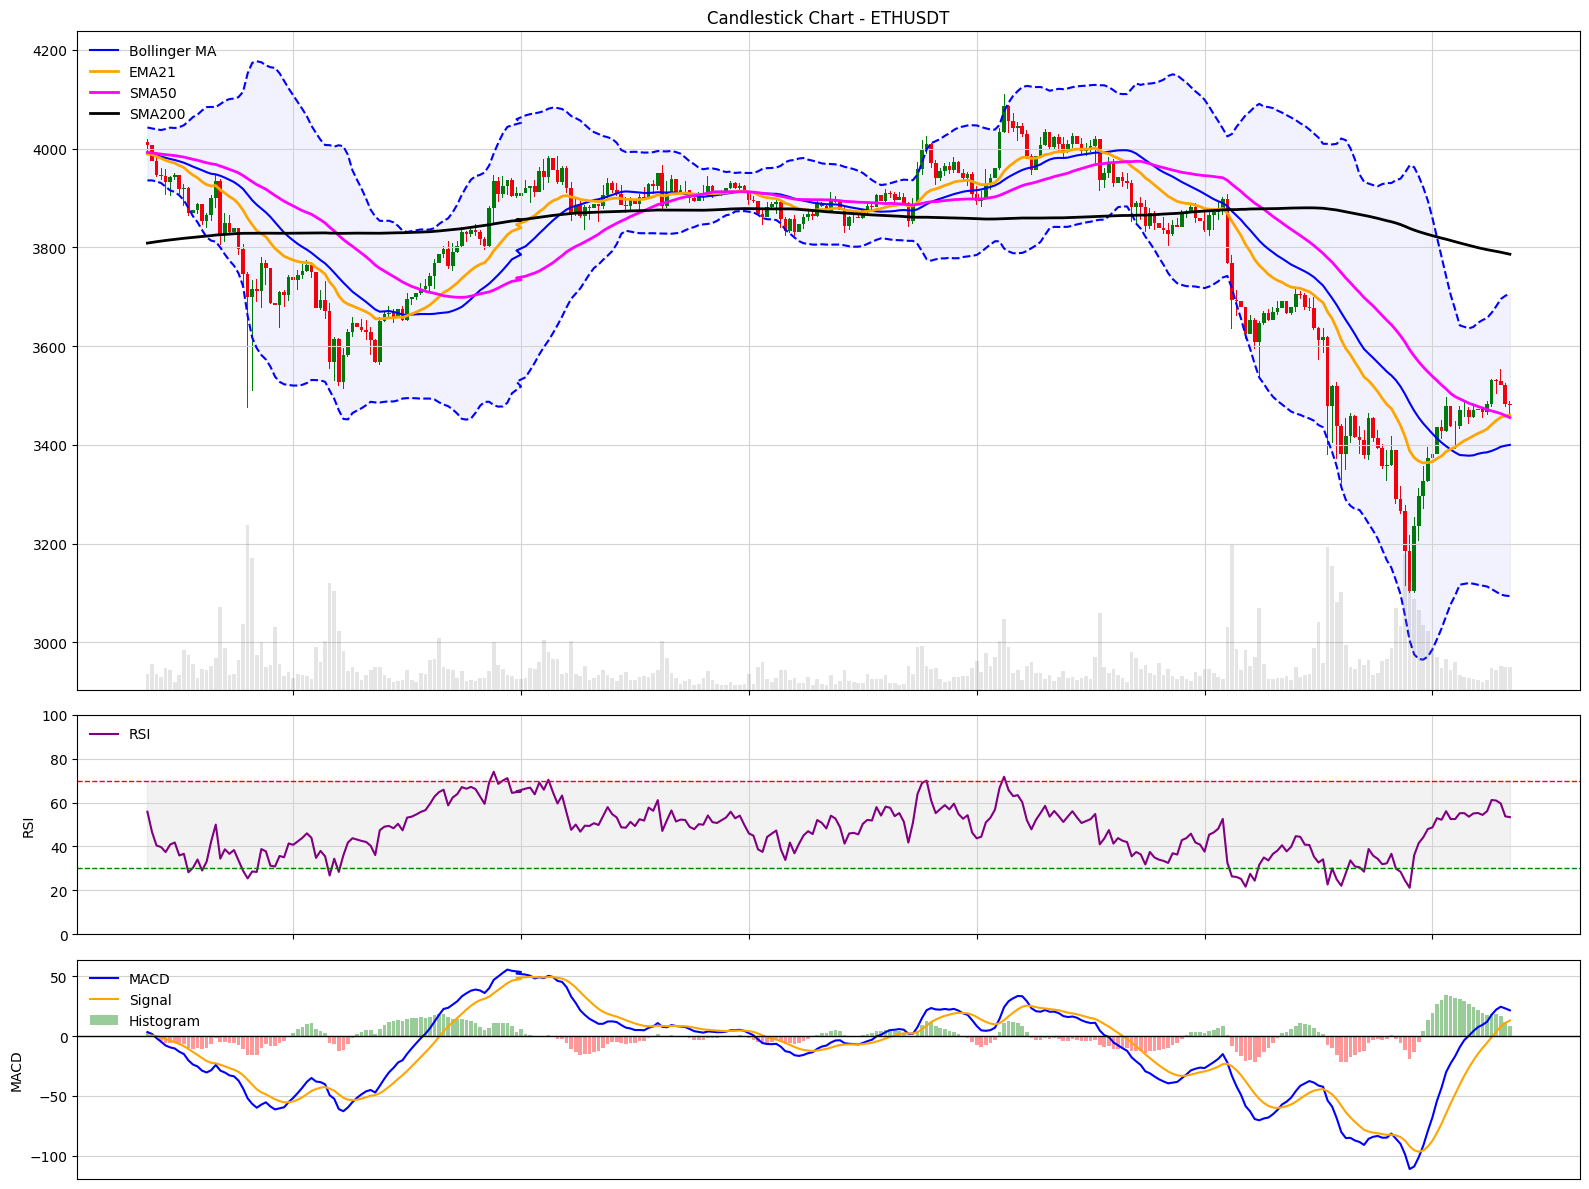 Candlestick Chart - ETHUSDT
4200
4000
3800
3600
3400
3200
3000
Bollinger MA
EMA21
SMA50
SMA200
100
80
60
40
20
0
RSI
RSI
50
0
−50
−100
MACD
MACD
Signal
Histogram